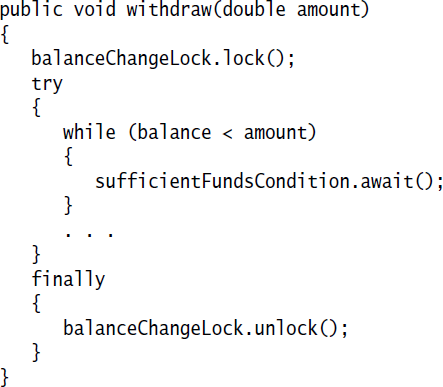 public void withdraw(double amount)
{
   balanceChangeLock.lock();
   try
   {
      while (balance < amount)
      {
         sufficientFundsCondition.await();
      }
      . . .
   }
   finally
   {
      balanceChangeLock.unlock();
   }
}